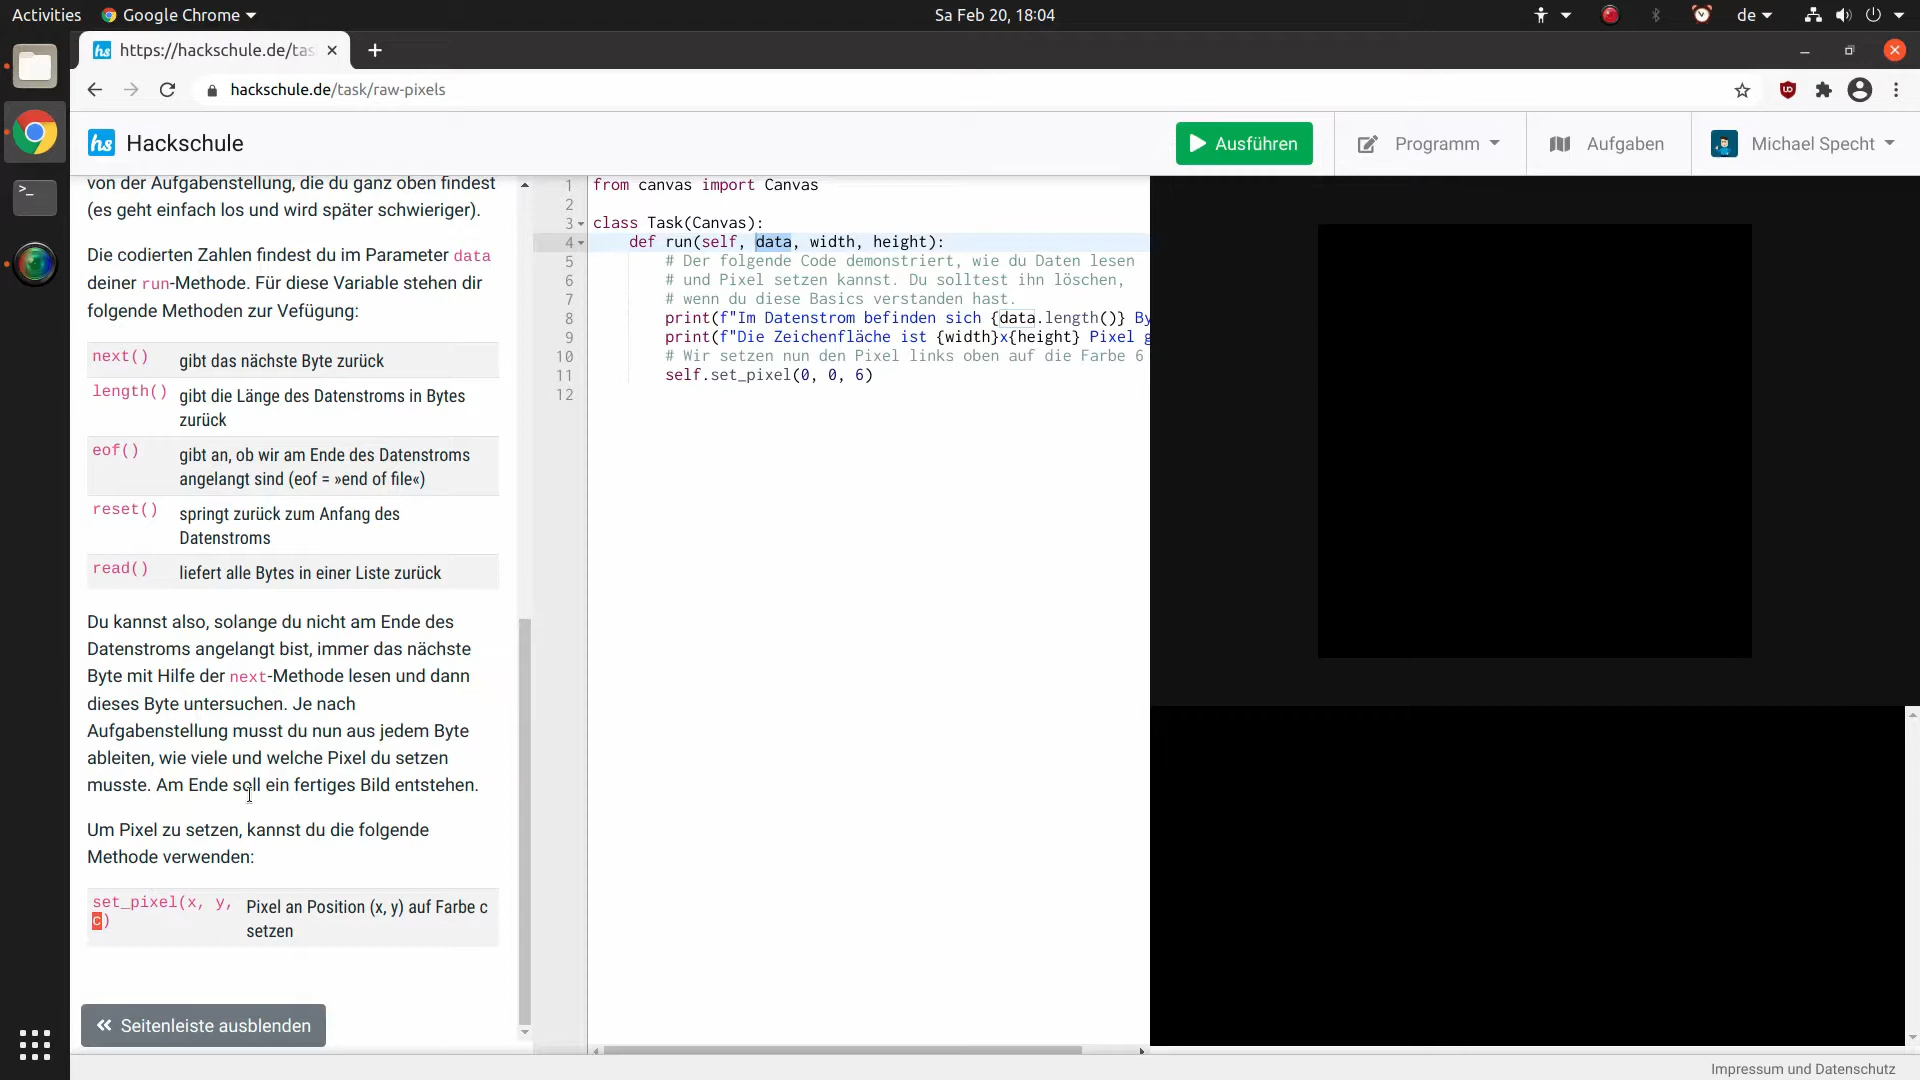 Activities
Google Chrome
Sa Feb 20, 18:04
de
https://hackschule.de/tas
hackschule.de/task/raw-pixels
hs Hackschule
Ausführen
Programm
Aufgaben
Michael Specht
von der Aufgabenstellung, die du ganz oben findest
(es geht einfach los und wird später schwieriger).
Die codierten Zahlen findest du im Parameter data
deiner run-Methode. Für diese Variable stehen dir
folgende Methoden zur Vefügung:
next() gibt das nächste Byte zurück
length() gibt die Länge des Datenstroms in Bytes
zurück
eof() gibt an, ob wir am Ende des Datenstroms
angelangt sind (eof = »end of file«)
reset() springt zurück zum Anfang des
Datenstroms
read() liefert alle Bytes in einer Liste zurück
Du kannst also, solange du nicht am Ende des
Datenstroms angelangt bist, immer das nächste
Byte mit Hilfe der next-Methode lesen und dann
dieses Byte untersuchen. Je nach
Aufgabenstellung musst du nun aus jedem Byte
ableiten, wie viele und welche Pixel du setzen
musste. Am Ende soll ein fertiges Bild entstehen.
Um Pixel zu setzen, kannst du die folgende
Methode verwenden:
set_pixel(x, y,
c)
Pixel an Position (x, y) auf Farbe c
setzen
« Seitenleiste ausblenden
1 from canvas import Canvas
2
3 class Task(Canvas):
4 def run(self, data, width, height):
5 # Der folgende Code demonstriert, wie du Daten lesen
6 # und Pixel setzen kannst. Du solltest ihn löschen,
7 # wenn du diese Basics verstanden hast.
8 print(f"Im Datenstrom befinden sich {data.length()} By
9 print(f"Die Zeichenfläche ist {width}x{height} Pixel g
10 # Wir setzen nun den Pixel links oben auf die Farbe 6
11 self.set_pixel(0, 0, 6)
12
Impressum und Datenschutz